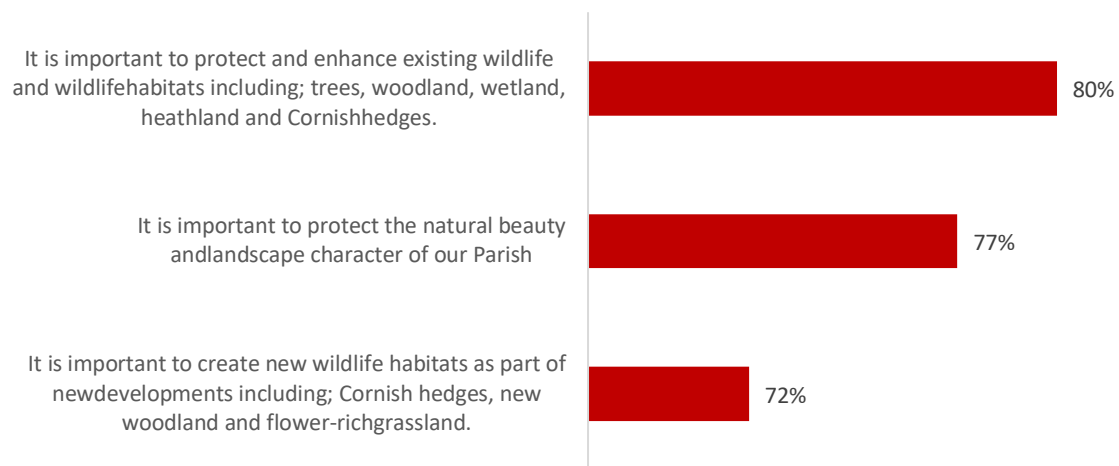 It is important to protect and enhance existing wildlife
and wildlifehabitats including; trees, woodland, wetland,
heathland and Cornishhedges.
80%
It is important to protect the natural beauty
andlandscape character of our Parish
77%
It is important to create new wildlife habitats as part of
newdevelopments including; Cornish hedges, new
woodland and flower-richgrassland.
72%